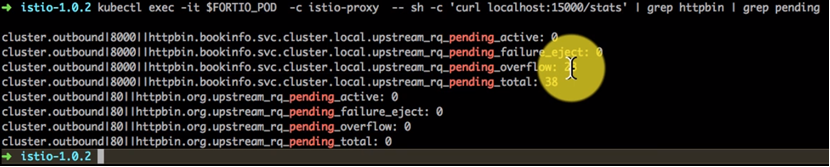 ➜ istio-1.0.2 kubectl exec -it $FORTIO_POD -c istio-proxy -- sh -c 'curl localhost:15000/stats' | grep httpbin | grep pending
cluster.outbound|8000||httpbin.bookinfo.svc.cluster.local.upstream_rq_pending_active: 0
cluster.outbound|8000||httpbin.bookinfo.svc.cluster.local.upstream_rq_pending_failure_eject: 0
cluster.outbound|8000||httpbin.bookinfo.svc.cluster.local.upstream_rq_pending_overflow:
cluster.outbound|8000||httpbin.bookinfo.svc.cluster.local.upstream_rq_pending_total: 38
cluster.outbound|80||httpbin.org.upstream_rq_pending_active: 0
cluster.outbound|80||httpbin.org.upstream_rq_pending_failure_eject: 0
cluster.outbound|80||httpbin.org.upstream_rq_pending_overflow: 0
cluster.outbound|80||httpbin.org.upstream_rq_pending_total: 0
➜ istio-1.0.2